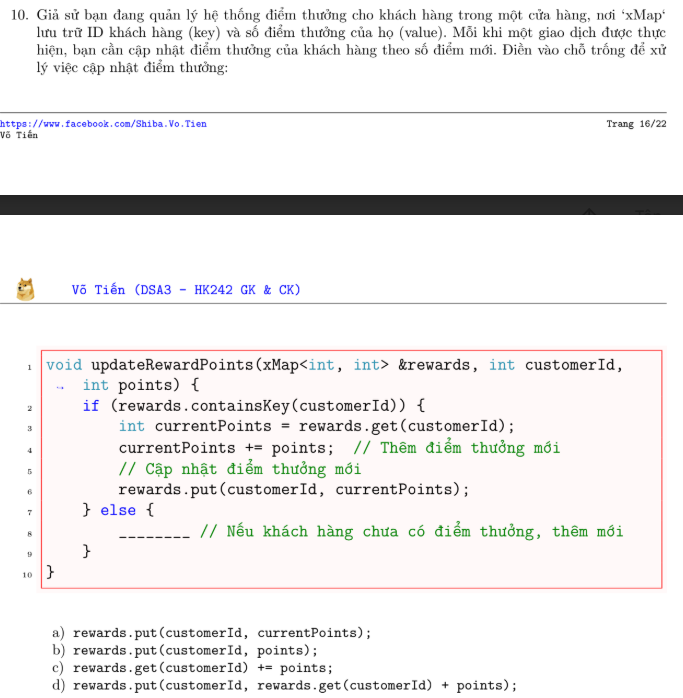 10. Giả sử bạn đang quản lý hệ thống điểm thưởng cho khách hàng trong một cửa hàng, nơi ‘xMap‘
lưu trữ ID khách hàng (key) và số điểm thưởng của họ (value). Mỗi khi một giao dịch được thực
hiện, bạn cần cập nhật điểm thưởng của khách hàng theo số điểm mới. Điền vào chỗ trống để xử
lý việc cập nhật điểm thưởng:
https://www.facebook.com/Shiba.Vo.Tien Trang 16/22
Võ Tiến
Võ Tiến (DSA3 - HK242 GK & CK)
1 void updateRewardPoints(xMap<int, int> &rewards, int customerId,
↪ int points) {
2 if (rewards.containsKey(customerId)) {
3 int currentPoints = rewards.get(customerId);
4 currentPoints += points; // Thêm điểm thưởng mới
5 // Cập nhật điểm thưởng mới
6 rewards.put(customerId, currentPoints);
7 } else {
8 ________ // Nếu khách hàng chưa có điểm thưởng, thêm mới
9 }
10 }
a) rewards.put(customerId, currentPoints);
b) rewards.put(customerId, points);
c) rewards.get(customerId) += points;
d) rewards.put(customerId, rewards.get(customerId) + points);